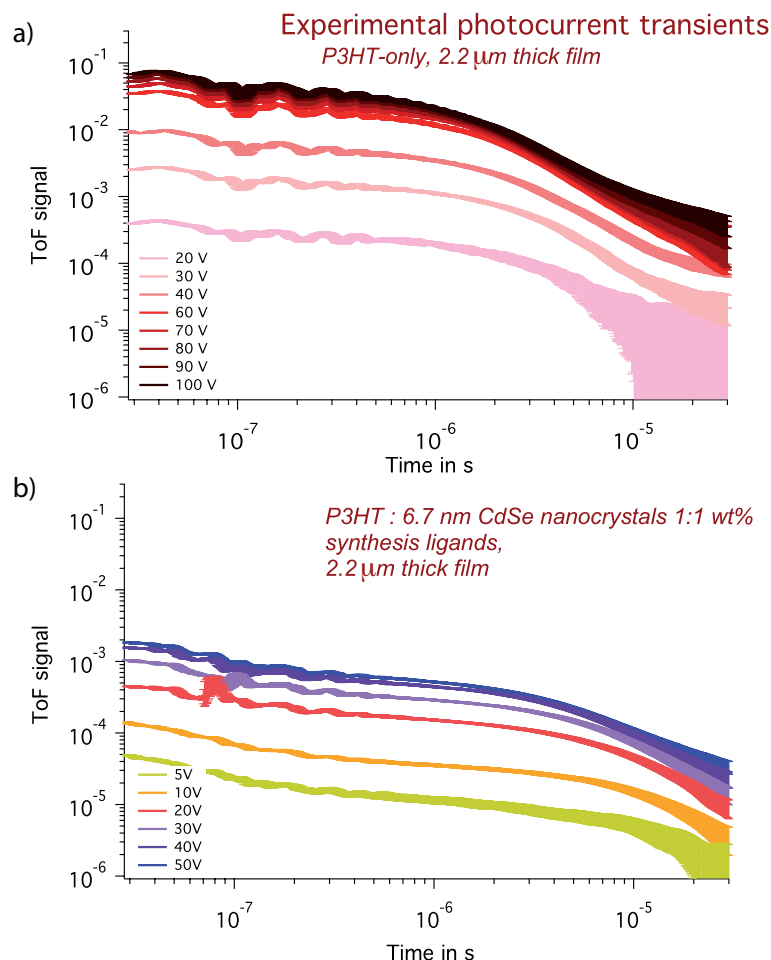 Experimental photocurrent transients
a)
P3HT-only, 2.2 μm thick film
10⁻¹
10⁻²
10⁻³
10⁻⁴
10⁻⁵
10⁻⁶
ToF signal
20 V
30 V
40 V
60 V
70 V
80 V
90 V
100 V
10⁻⁷ 10⁻⁶ 10⁻⁵
Time in s
b)
P3HT : 6.7 nm CdSe nanocrystals 1:1 wt%
synthesis ligands,
2.2 μm thick film
10⁻¹
10⁻²
10⁻³
10⁻⁴
10⁻⁵
10⁻⁶
ToF signal
5V
10V
20V
30V
40V
50V
10⁻⁷ 10⁻⁶ 10⁻⁵
Time in s